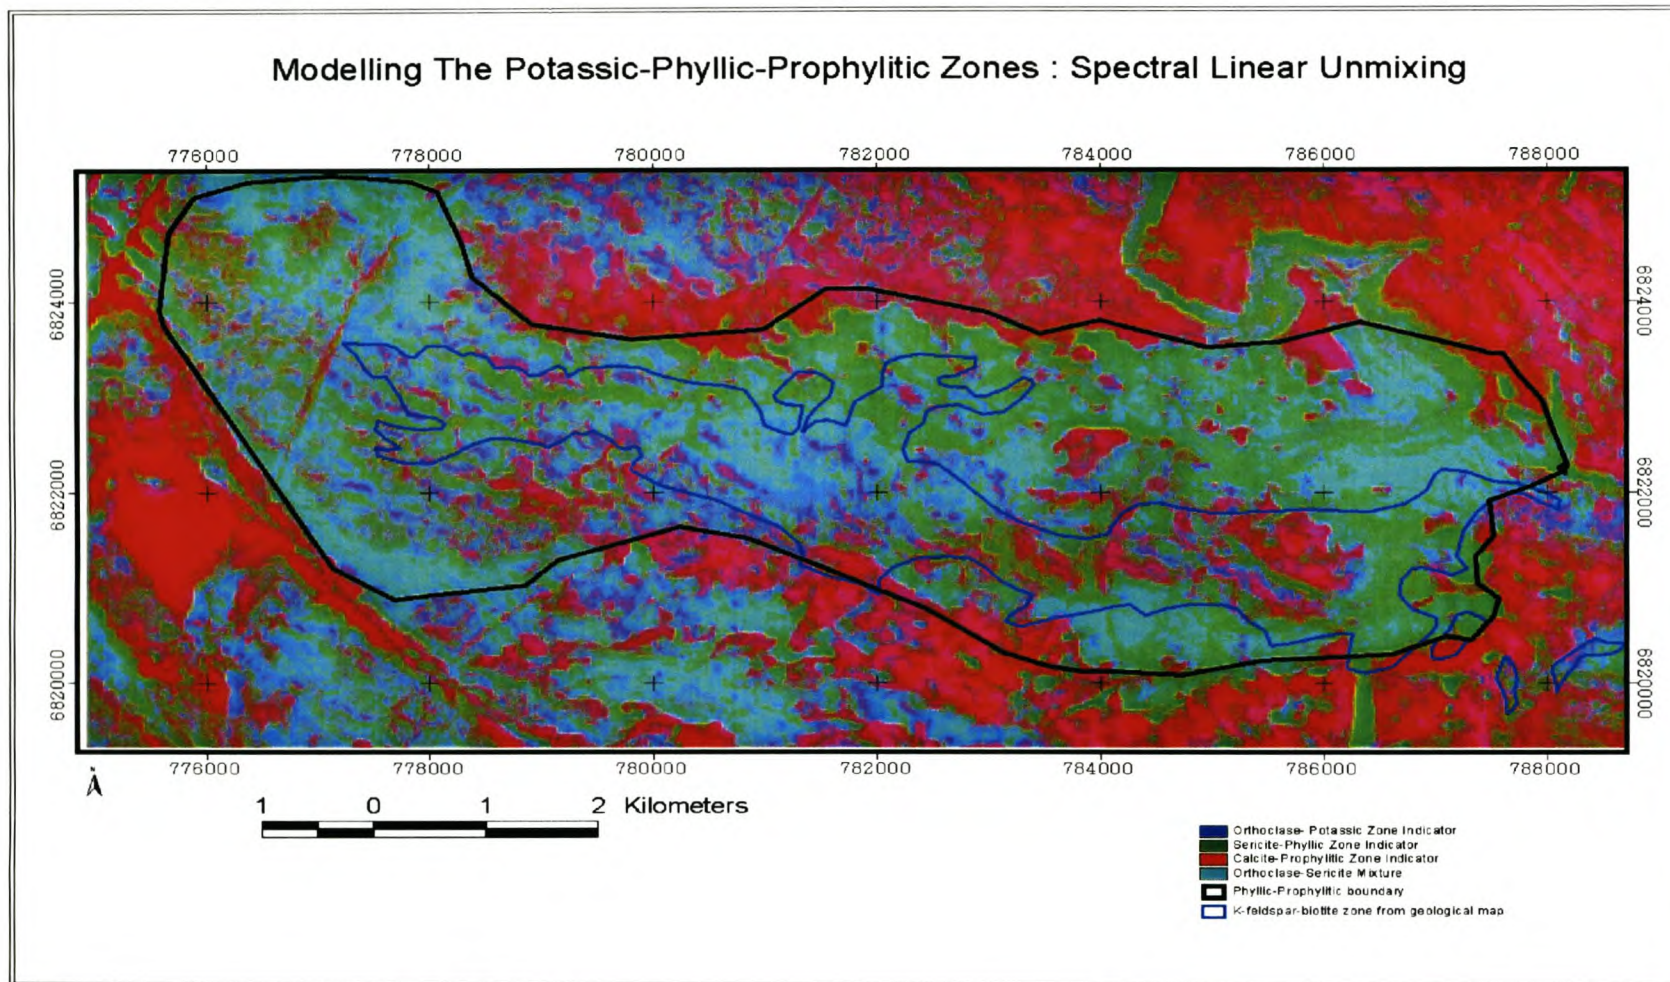 Modelling The Potassic-Phyllic-Prophylitic Zones : Spectral Linear Unmixing
776000 778000 780000 782000 784000 786000 788000
6824000 6824000
6822000 6822000
6820000 6820000
776000 778000 780000 782000 784000 786000 788000
1 0 1 2 Kilometers
Orthoclase- Potassic Zone Indicator
Sericite-Phyllic Zone Indicator
Calcite-Prophylitic Zone Indicator
Orthoclase-Sericite Mixture
Phyllic-Prophylitic boundary
K-feldspar-biotite zone from geological map